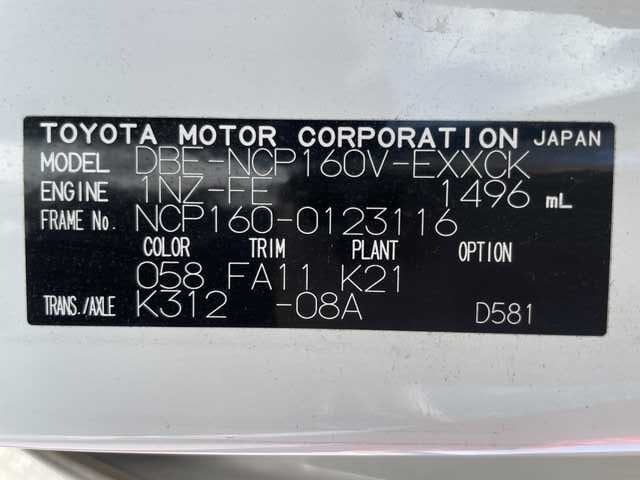 TOYOTA MOTOR CORPORATION JAPAN
MODEL DBE-NCP160V-EXXCK
ENGINE 1NZ-FE 1496 mL
FRAME No. NCP160-0123116
COLOR TRIM PLANT OPTION
058 FA11 K21
TRANS./AXLE K312 -08A D581